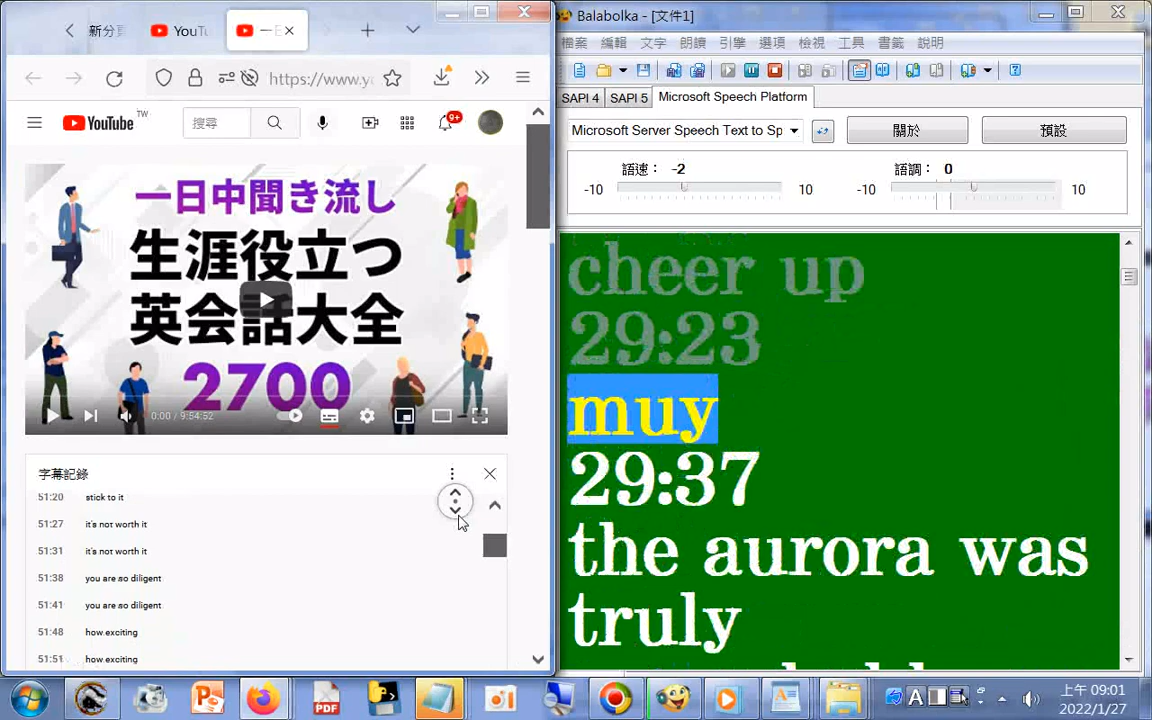 新分
YouTu
一E
https://www.y
YouTube TW
搜尋
9+
一日中聞き流し
生涯役立つ
英会話大全
2700
0:00 / 9:54:52
字幕記錄
51:20 stick to it
51:27 it's not worth it
51:31 it's not worth it
51:38 you are so diligent
51:41 you are so diligent
51:48 how exciting
51:51 how exciting
Balabolka - [文件1]
檔案 編輯 文字 朗讀 引擎 選項 檢視 工具 書籤 說明
SAPI 4 SAPI 5 Microsoft Speech Platform
Microsoft Server Speech Text to Sp
關於
預設
語速： -2
-10 10
語調： 0
-10 10
cheer up
29:23
muy
29:37
the aurora was
truly
PDF
A
上午 09:01
2022/1/27